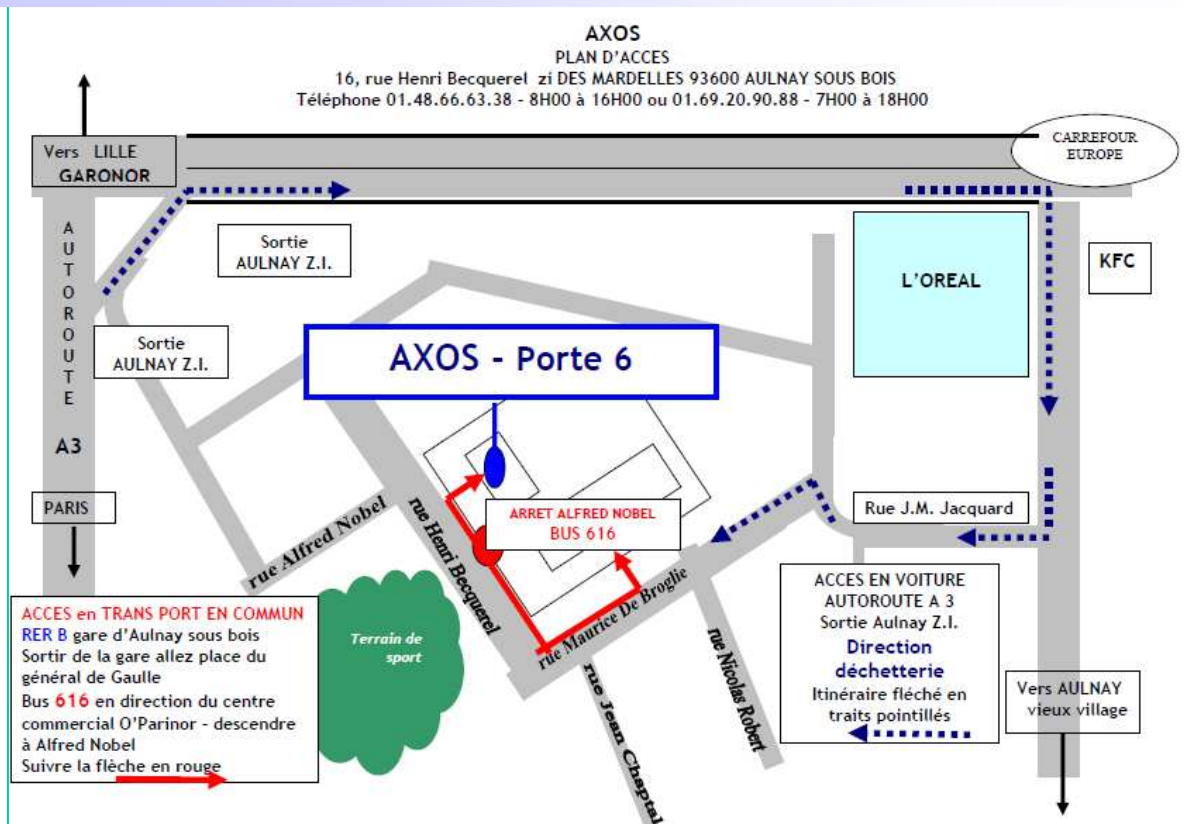 AXOS
PLAN D'ACCES
16, rue Henri Becquerel zi DES MARDELLES 93600 AULNAY SOUS BOIS
Téléphone 01.48.66.63.38 - 8H00 à 16H00 ou 01.69.20.90.88 - 7H00 à 18H00
Vers LILLE
GARONOR
CARREFOUR
EUROPE
AUTOROUTE
A3
Sortie
AULNAY Z.I.
Sortie
AULNAY Z.I.
L'OREAL
KFC
AXOS - Porte 6
PARIS
rue Alfred Nobel
rue Henri Becquerel
ARRET ALFRED NOBEL
BUS 616
Rue J.M. Jacquard
rue Maurice De Broglie
rue Nicolas Robert
rue Jean Chaptal
Terrain de
sport
ACCES en TRANS PORT EN COMMUN
RER B gare d'Aulnay sous bois
Sortir de la gare allez place du
général de Gaulle
Bus 616 en direction du centre
commercial O'Parinor - descendre
à Alfred Nobel
Suivre la flèche en rouge
ACCES EN VOITURE
AUTOROUTE A 3
Sortie Aulnay Z.I.
Direction
déchetterie
Itinéraire fléché en
traits pointillés
Vers AULNAY
vieux village